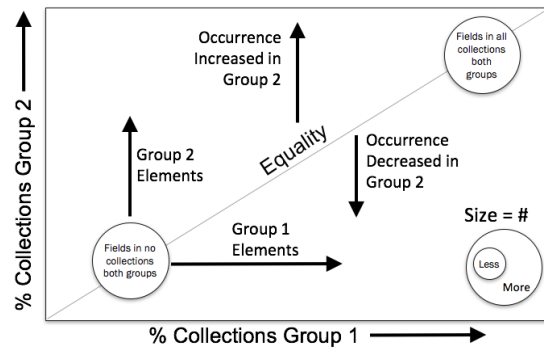 % Collections Group 2
Occurrence
Increased in
Group 2
Fields in all
collections
both
groups
Equality
Group 2
Elements
Occurrence
Decreased in
Group 2
Group 1
Elements
Fields in no
collections
both groups
Size = #
Less
More
% Collections Group 1